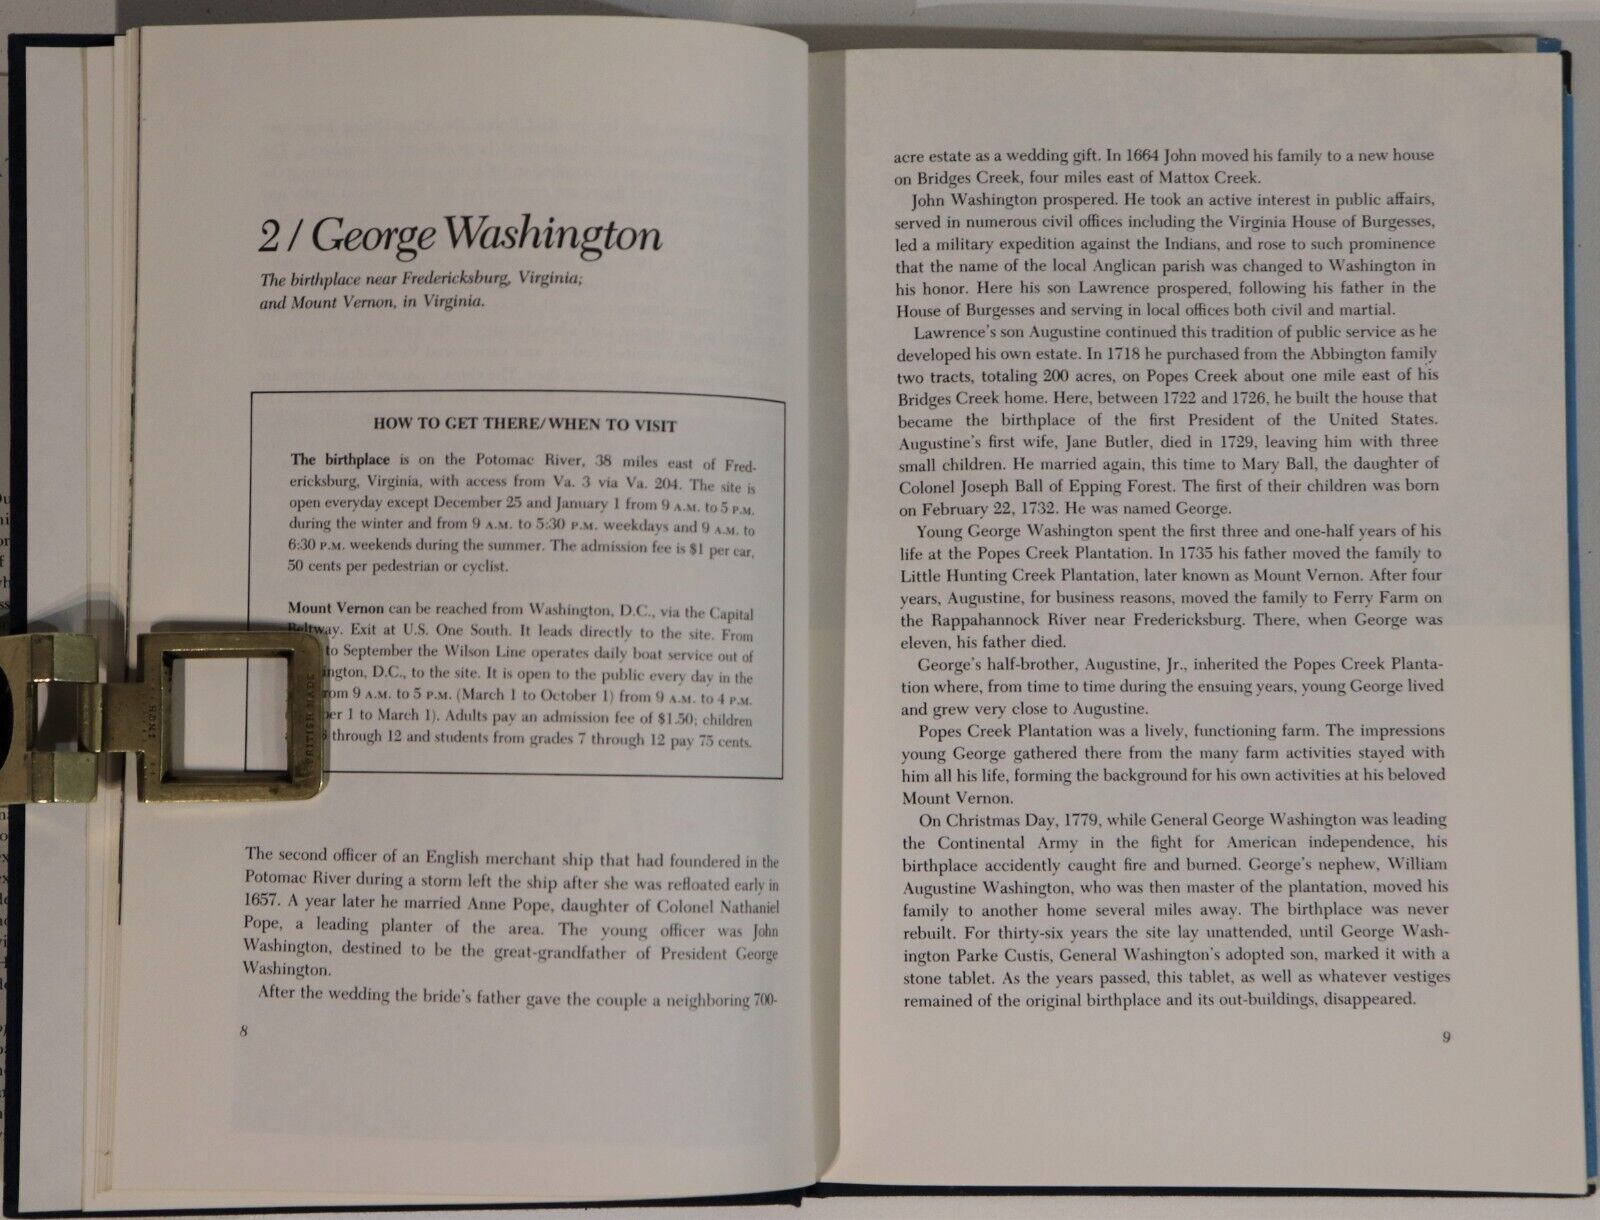 2 / George Washington
The birthplace near Fredericksburg, Virginia;
and Mount Vernon, in Virginia.
HOW TO GET THERE/WHEN TO VISIT
The birthplace is on the Potomac River, 38 miles east of Fred-
ericksburg, Virginia, with access from Va. 3 via Va. 204. The site is
open everyday except December 25 and January 1 from 9 A.M. to 5 P.M.
during the winter and from 9 A.M. to 5:30 P.M. weekdays and 9 A.M. to
6:30 P.M. weekends during the summer. The admission fee is $1 per car,
50 cents per pedestrian or cyclist.
Mount Vernon can be reached from Washington, D.C., via the Capital
Beltway. Exit at U.S. One South. It leads directly to the site. From
to September the Wilson Line operates daily boat service out of
ington, D.C., to the site. It is open to the public every day in the
rom 9 A.M. to 5 P.M. (March 1 to October 1) from 9 A.M. to 4 P.M.
er 1 to March 1). Adults pay an admission fee of $1.50; children
through 12 and students from grades 7 through 12 pay 75 cents.
INCH
BRITISH MADE
The second officer of an English merchant ship that had foundered in the
Potomac River during a storm left the ship after she was refloated early in
1657. A year later he married Anne Pope, daughter of Colonel Nathaniel
Pope, a leading planter of the area. The young officer was John
Washington, destined to be the great-grandfather of President George
Washington.
After the wedding the bride's father gave the couple a neighboring 700-
8
acre estate as a wedding gift. In 1664 John moved his family to a new house
on Bridges Creek, four miles east of Mattox Creek.
John Washington prospered. He took an active interest in public affairs,
served in numerous civil offices including the Virginia House of Burgesses,
led a military expedition against the Indians, and rose to such prominence
that the name of the local Anglican parish was changed to Washington in
his honor. Here his son Lawrence prospered, following his father in the
House of Burgesses and serving in local offices both civil and martial.
Lawrence's son Augustine continued this tradition of public service as he
developed his own estate. In 1718 he purchased from the Abbington family
two tracts, totaling 200 acres, on Popes Creek about one mile east of his
Bridges Creek home. Here, between 1722 and 1726, he built the house that
became the birthplace of the first President of the United States.
Augustine's first wife, Jane Butler, died in 1729, leaving him with three
small children. He married again, this time to Mary Ball, the daughter of
Colonel Joseph Ball of Epping Forest. The first of their children was born
on February 22, 1732. He was named George.
Young George Washington spent the first three and one-half years of his
life at the Popes Creek Plantation. In 1735 his father moved the family to
Little Hunting Creek Plantation, later known as Mount Vernon. After four
years, Augustine, for business reasons, moved the family to Ferry Farm on
the Rappahannock River near Fredericksburg. There, when George was
eleven, his father died.
George's half-brother, Augustine, Jr., inherited the Popes Creek Planta-
tion where, from time to time during the ensuing years, young George lived
and grew very close to Augustine.
Popes Creek Plantation was a lively, functioning farm. The impressions
young George gathered there from the many farm activities stayed with
him all his life, forming the background for his own activities at his beloved
Mount Vernon.
On Christmas Day, 1779, while General George Washington was leading
the Continental Army in the fight for American independence, his
birthplace accidently caught fire and burned. George's nephew, William
Augustine Washington, who was then master of the plantation, moved his
family to another home several miles away. The birthplace was never
rebuilt. For thirty-six years the site lay unattended, until George Wash-
ington Parke Custis, General Washington's adopted son, marked it with a
stone tablet. As the years passed, this tablet, as well as whatever vestiges
remained of the original birthplace and its out-buildings, disappeared.
9